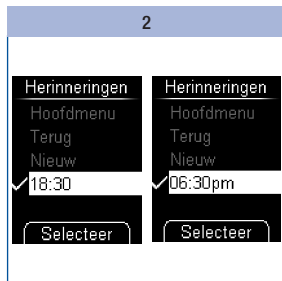 2
Herinneringen
Hoofdmenu
Terug
Nieuw
18:30
Selecteer
Herinneringen
Hoofdmenu
Terug
Nieuw
06:30pm
Selecteer